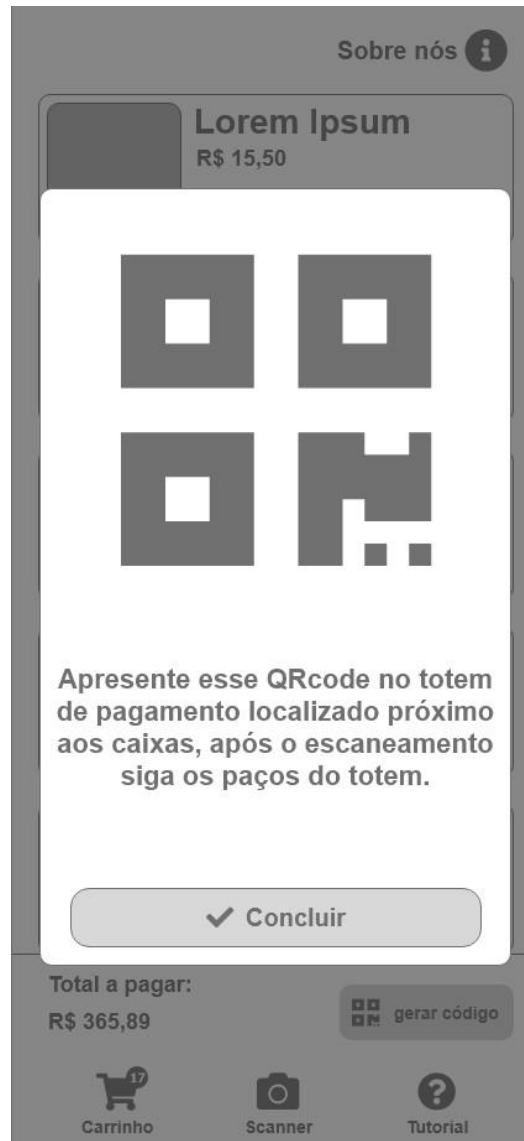 Sobre nós
Lorem Ipsum
R$ 15,50
Apresente esse QRcode no totem
de pagamento localizado próximo
aos caixas, após o escaneamento
siga os paços do totem.
Concluir
Total a pagar:
R$ 365,89
gerar código
17
Carrinho
Scanner
Tutorial